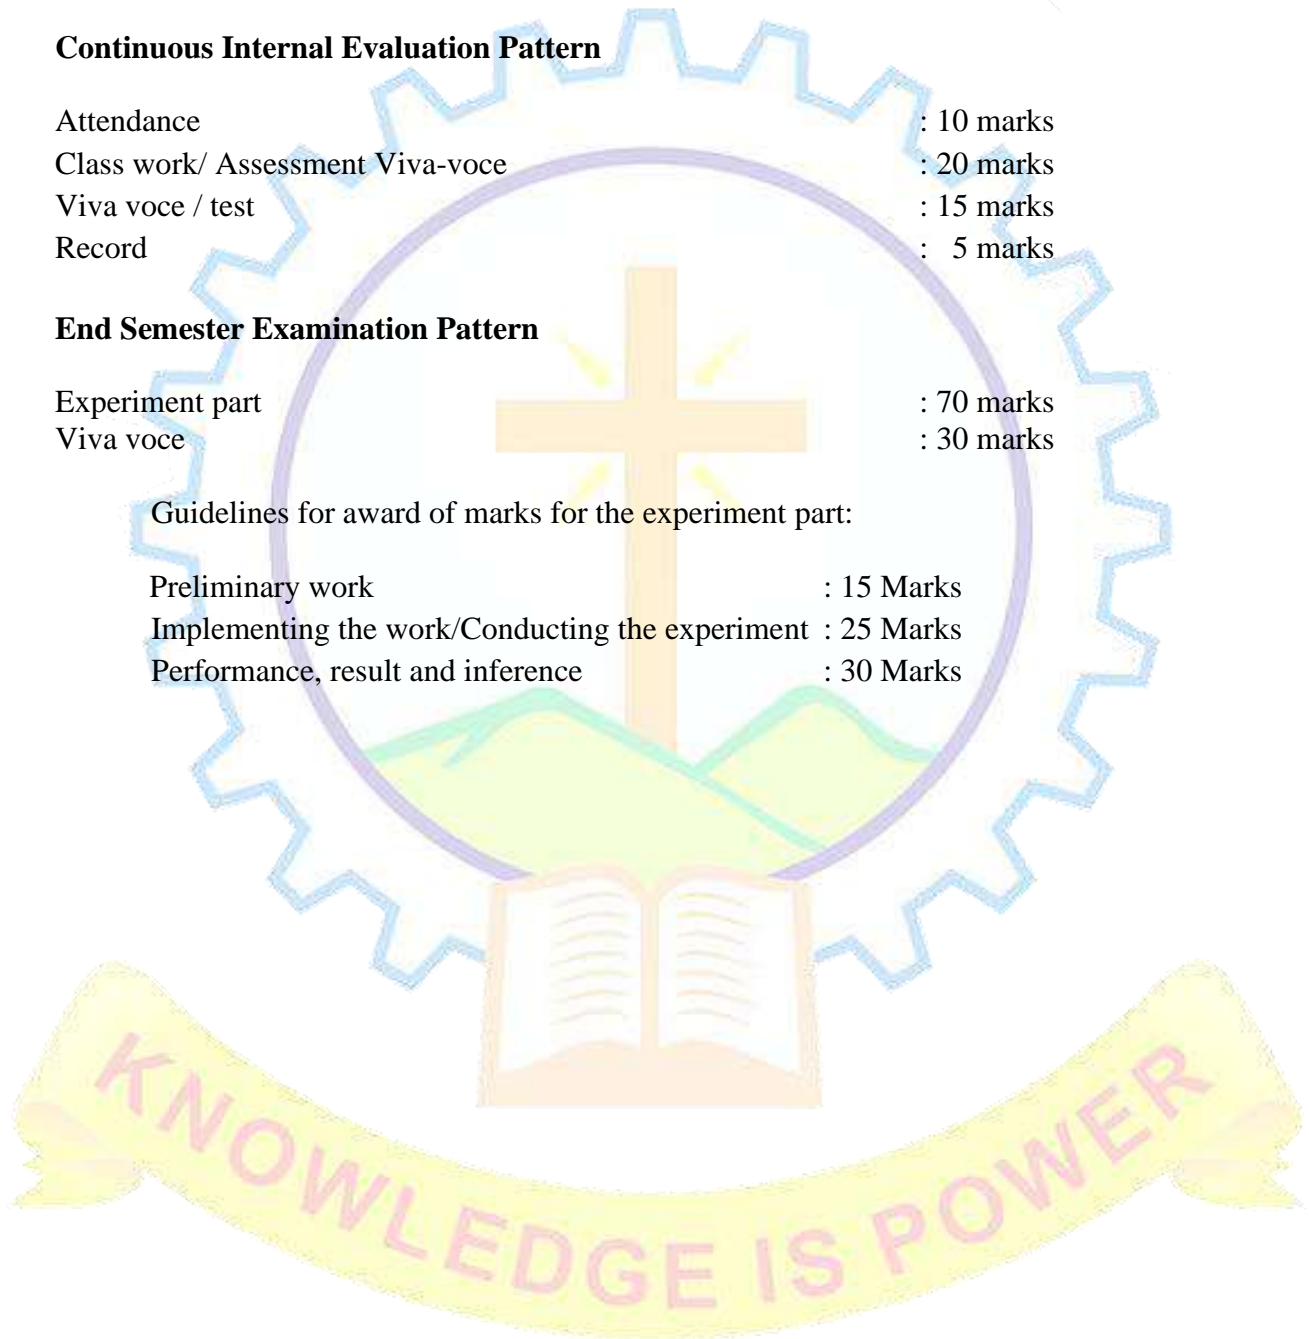 Continuous Internal Evaluation Pattern
Attendance : 10 marks
Class work/ Assessment Viva-voce : 20 marks
Viva voce / test : 15 marks
Record : 5 marks
End Semester Examination Pattern
Experiment part : 70 marks
Viva voce : 30 marks
Guidelines for award of marks for the experiment part:
Preliminary work : 15 Marks
Implementing the work/Conducting the experiment : 25 Marks
Performance, result and inference : 30 Marks
KNOWLEDGE IS POWER